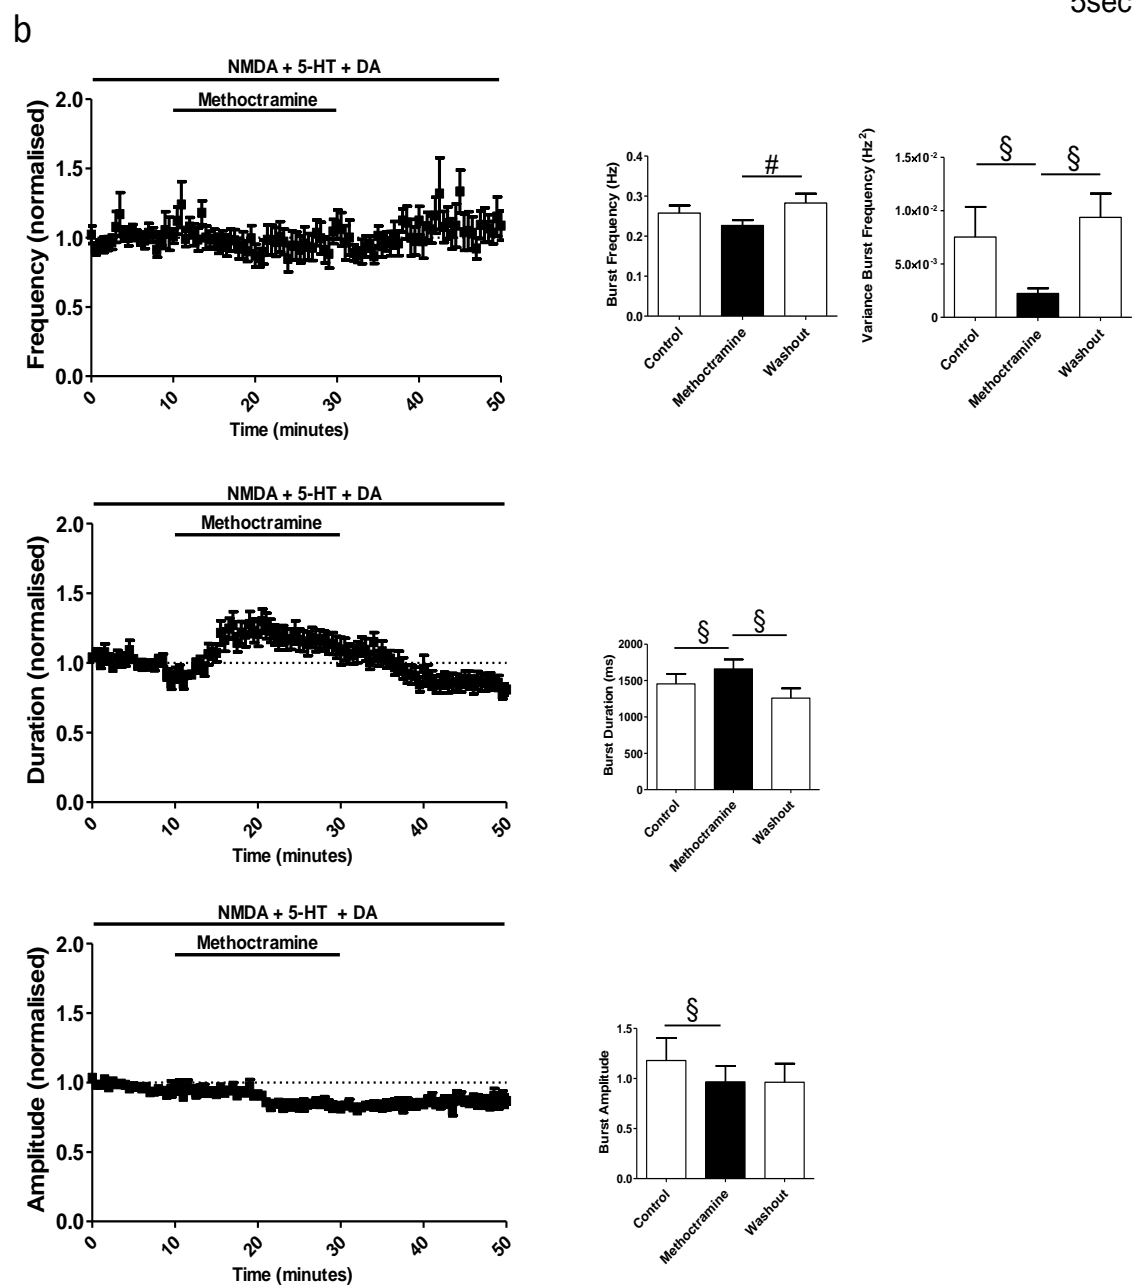 5sec
b
NMDA + 5-HT + DA
Methoctramine
Frequency (normalised)
2.0
1.5
1.0
0.5
0.0
0 10 20 30 40 50
Time (minutes)
Burst Frequency (Hz)
0.4
0.3
0.2
0.1
0.0
#
Control Methoctramine Washout
Variance Burst Frequency (Hz²)
1.5×10⁻²
1.0×10⁻²
5.0×10⁻³
0
§ §
Control Methoctramine Washout
NMDA + 5-HT + DA
Methoctramine
Duration (normalised)
2.0
1.5
1.0
0.5
0.0
0 10 20 30 40 50
Time (minutes)
Burst Duration (ms)
2000
1500
1000
500
0
§ §
Control Methoctramine Washout
NMDA + 5-HT + DA
Methoctramine
Amplitude (normalised)
2.0
1.5
1.0
0.5
0.0
0 10 20 30 40 50
Time (minutes)
Burst Amplitude
1.5
1.0
0.5
0.0
§
Control Methoctramine Washout